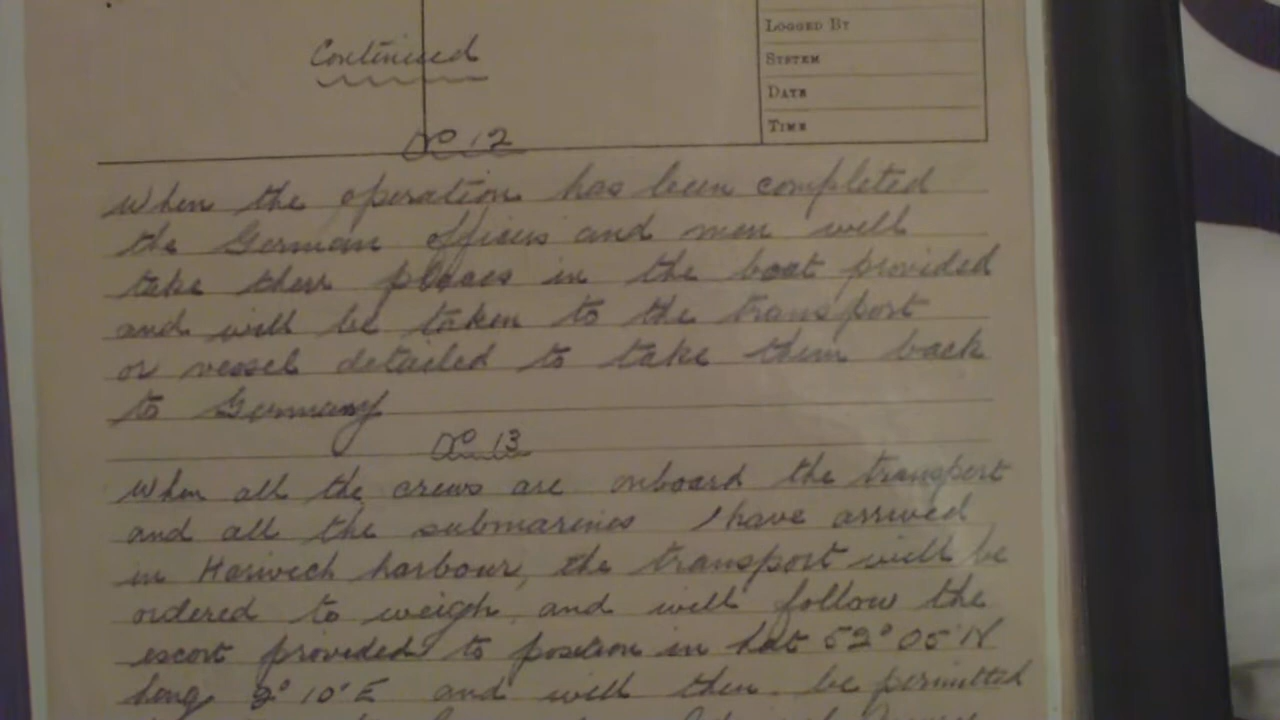 LOGGED BY
SYSTEM
DATE
TIME
Continued
No 12
When the operation has been completed
the German officers and men will
take their places in the boat provided
and will be taken to the transport
or vessel detailed to take them back
to Germany
No 13
When all the crews are onboard the transport
and all the submarines have arrived
in Harwich harbour, the transport will be
ordered to weigh, and will follow the
escort provided to position in Lat 52° 05' N
Long 2° 10' E and will then be permitted